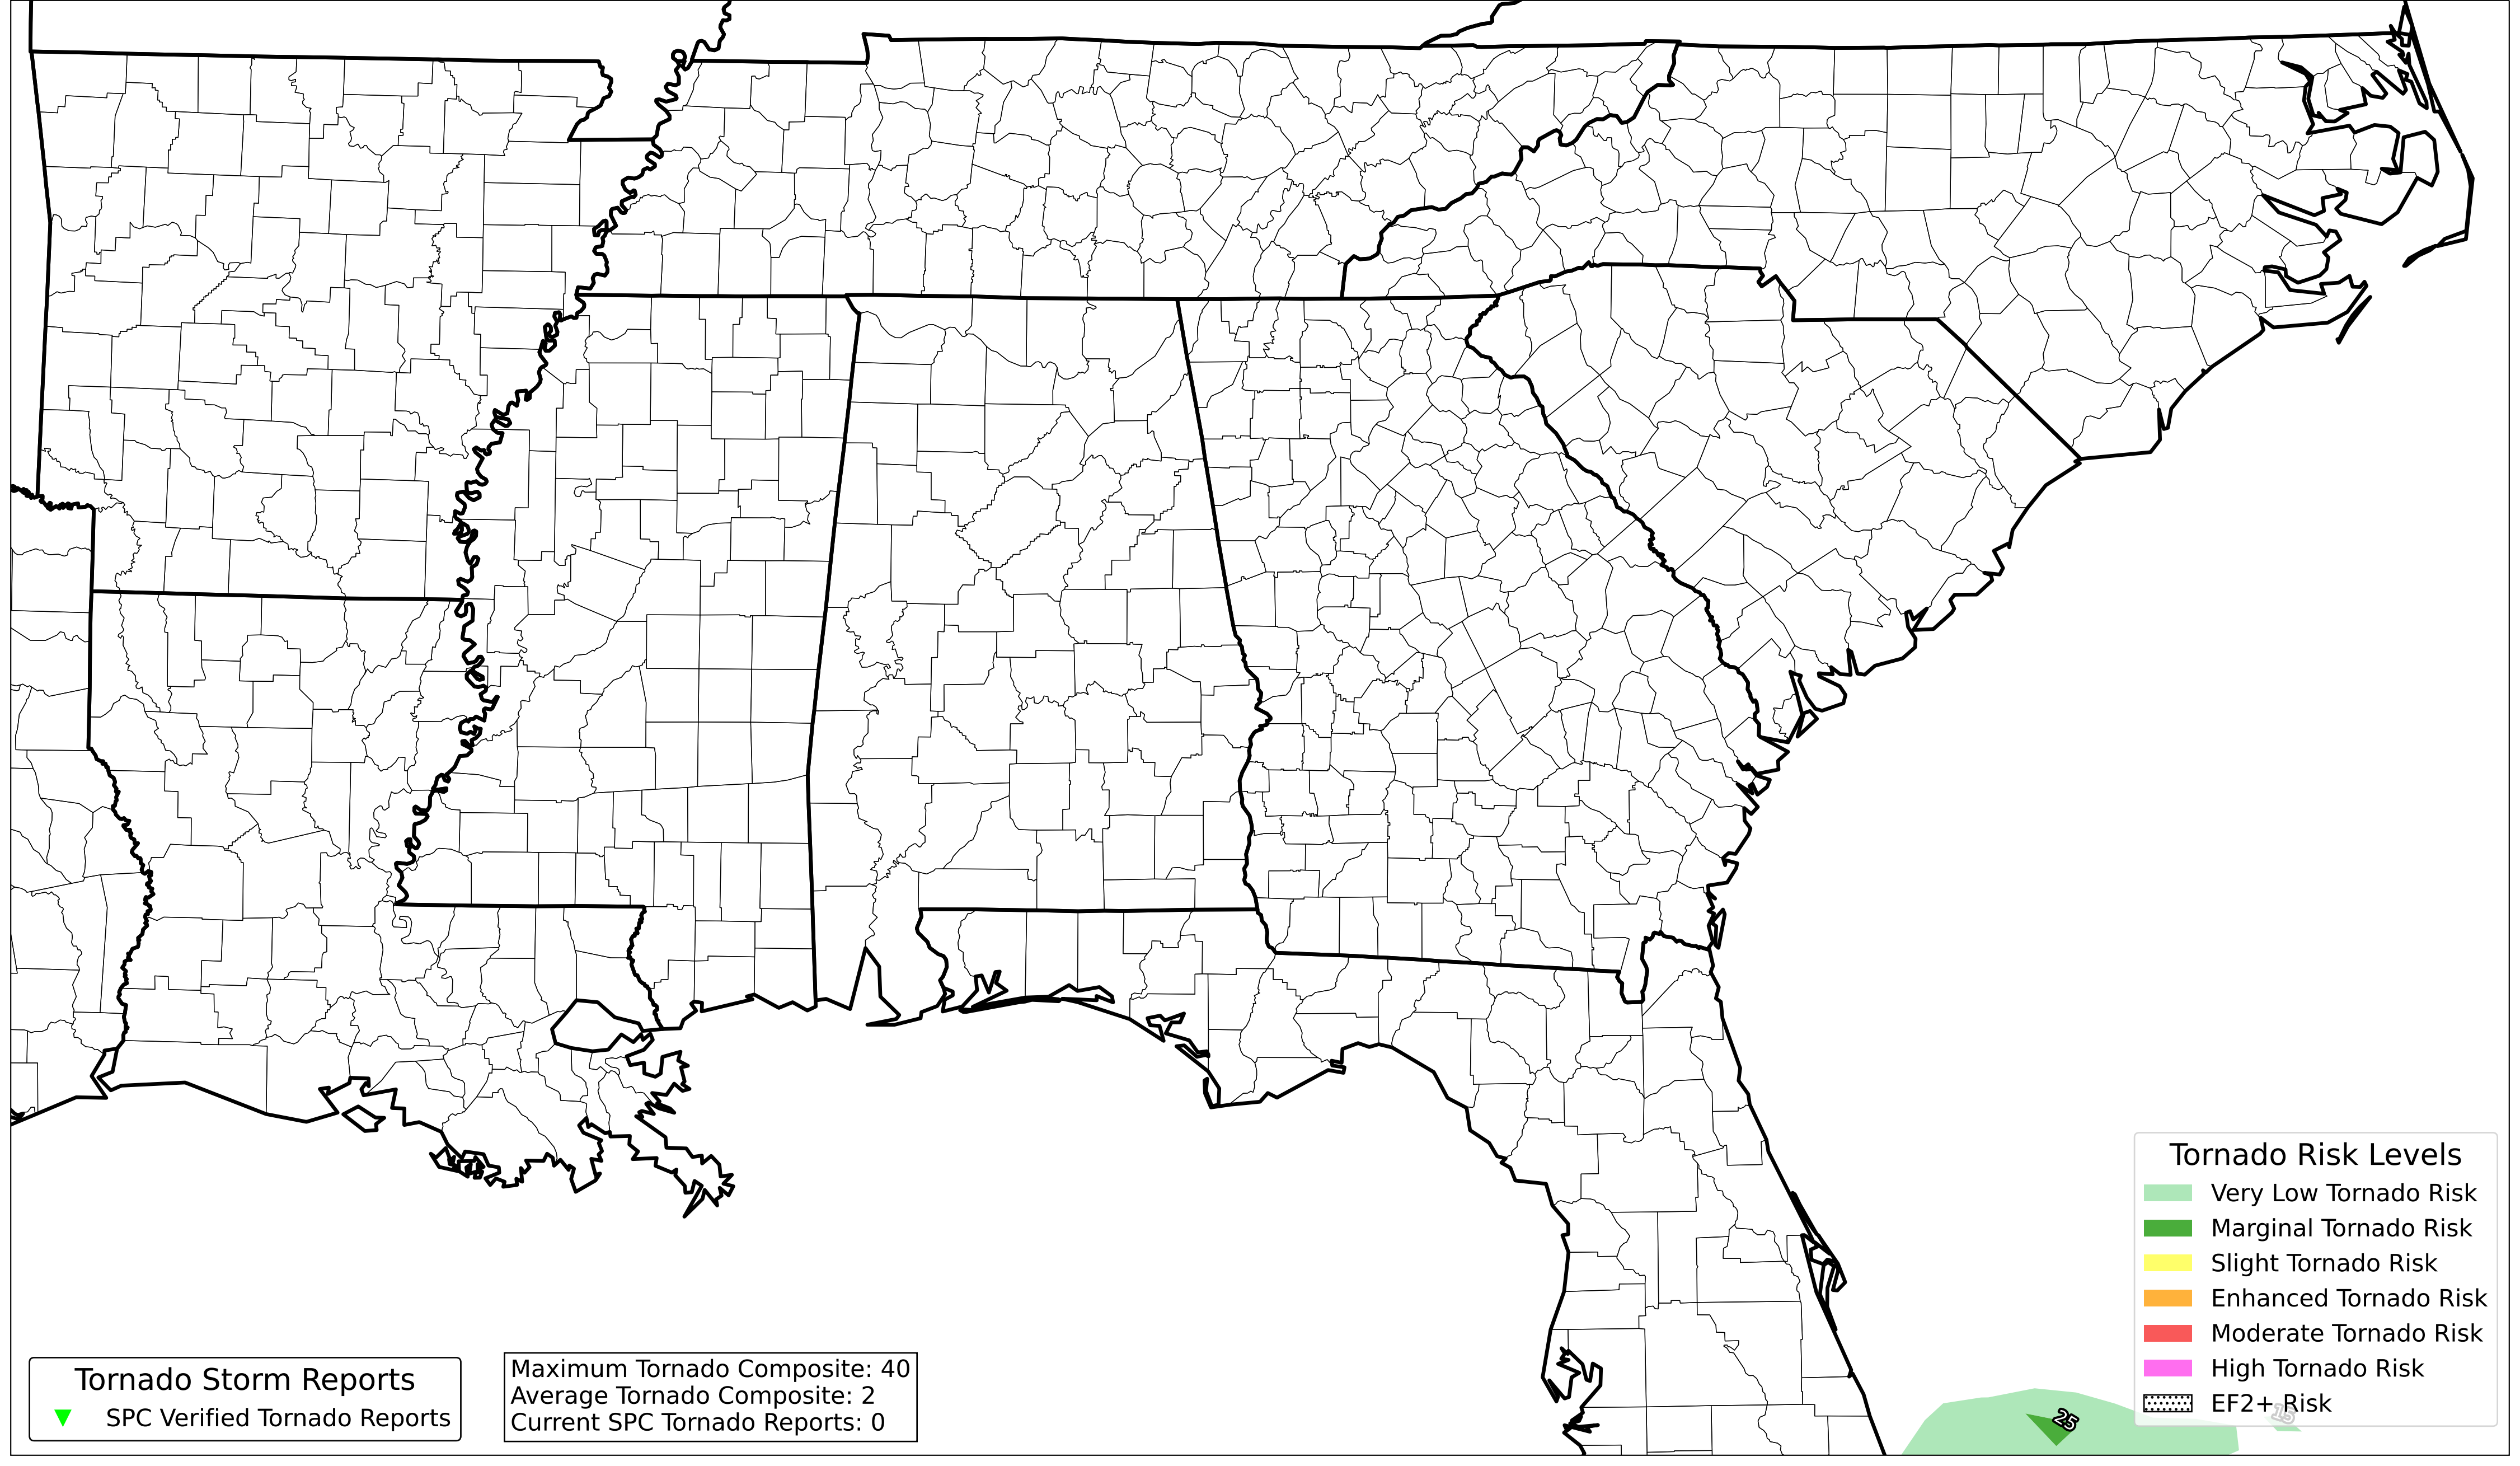 Tornado Risk Levels
Very Low Tornado Risk
Marginal Tornado Risk
Slight Tornado Risk
Enhanced Tornado Risk
Moderate Tornado Risk
High Tornado Risk
EF2+ Risk
Tornado Storm Reports
SPC Verified Tornado Reports
Maximum Tornado Composite: 40
Average Tornado Composite: 2
Current SPC Tornado Reports: 0
25
15